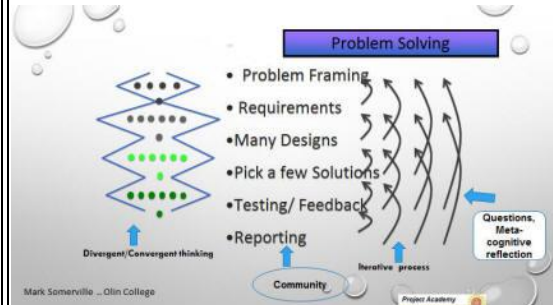 Problem Solving
• Problem Framing
• Requirements
•Many Designs
•Pick a few Solutions
•Testing/ Feedback
•Reporting
Divergent/Convergent thinking
Community
Iterative process
Questions,
Meta-
cognitive
reflection
Mark Somerville .. Olin College
Project Academy